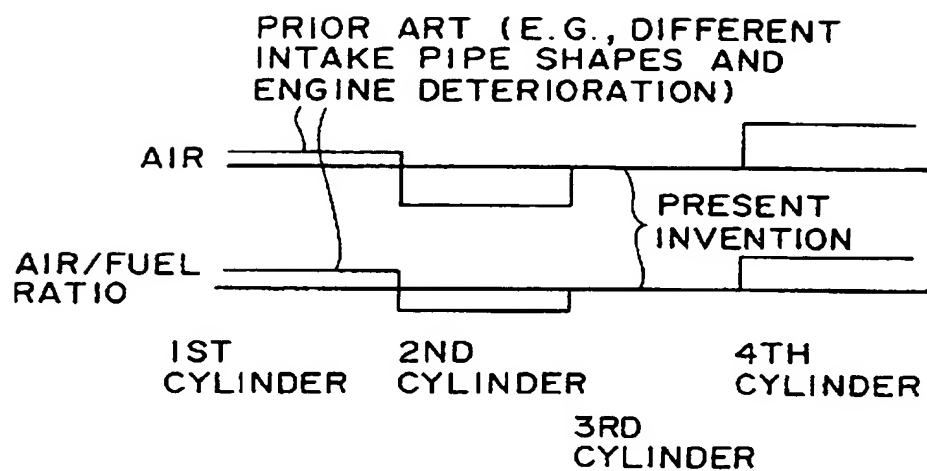 PRIOR ART (E.G., DIFFERENT
INTAKE PIPE SHAPES AND
ENGINE DETERIORATION)
AIR
PRESENT
INVENTION
AIR/FUEL
RATIO
1ST
CYLINDER
2ND
CYLINDER
3RD
CYLINDER
4TH
CYLINDER